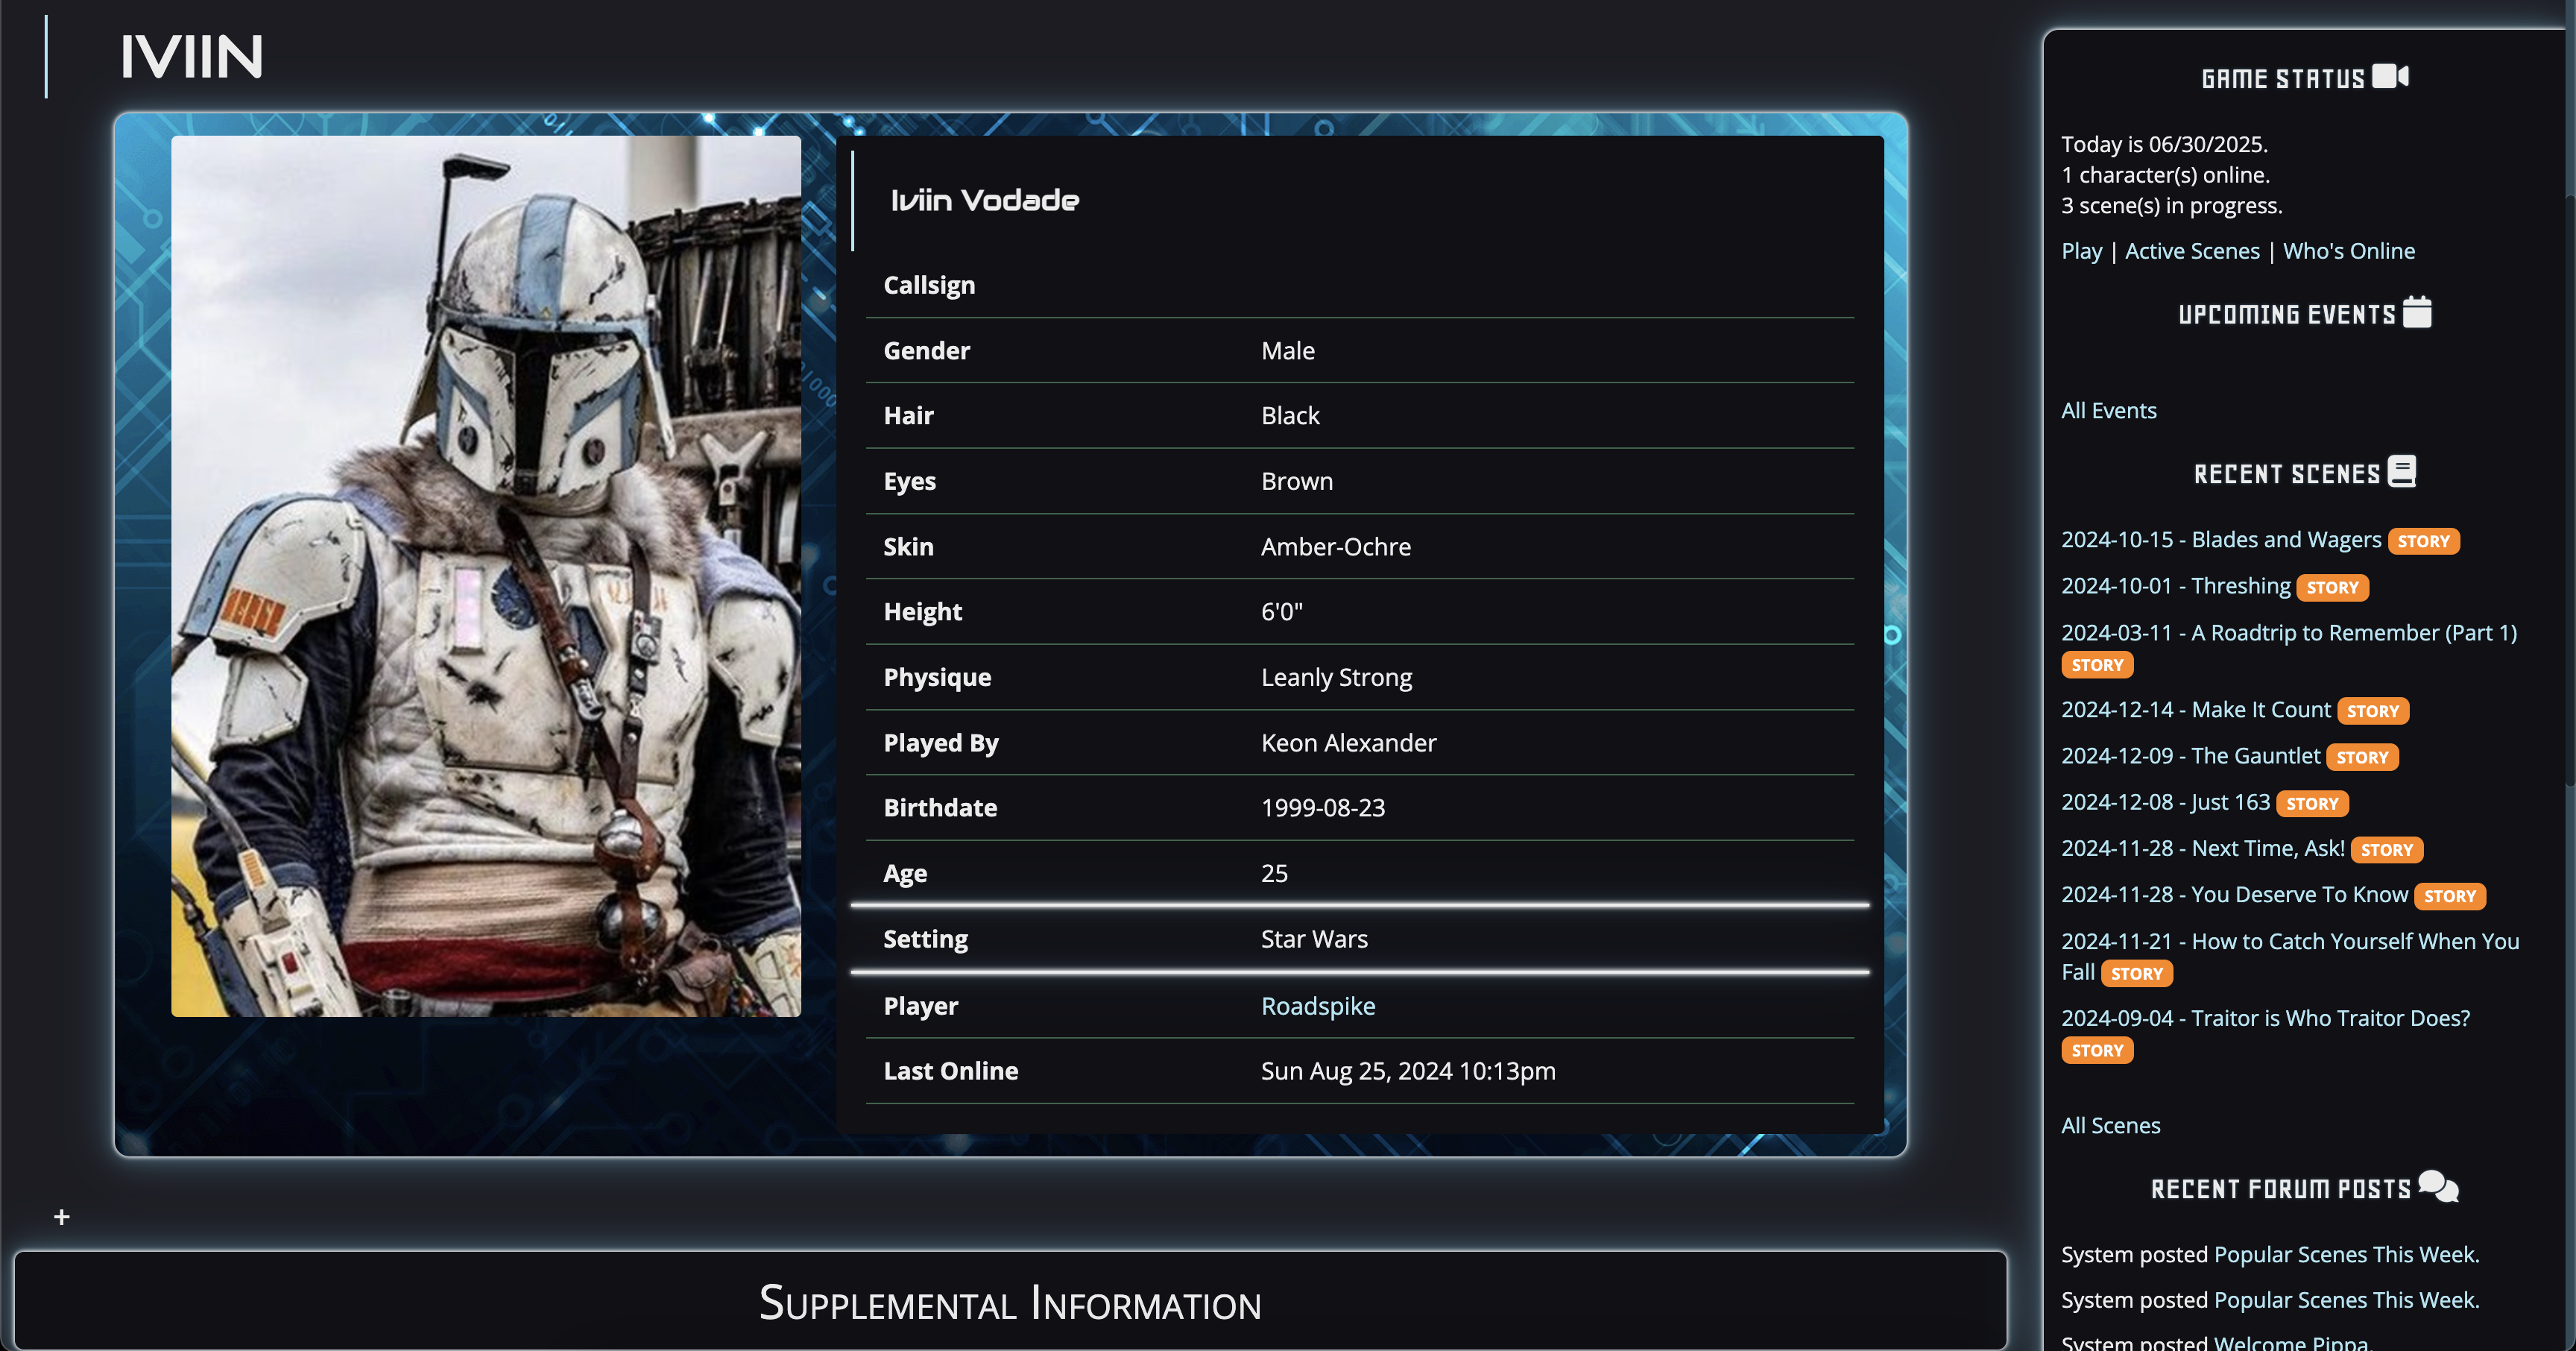 IVIIN
Iviin Vodade
Callsign
Gender Male
Hair Black
Eyes Brown
Skin Amber-Ochre
Height 6'0"
Physique Leanly Strong
Played By Keon Alexander
Birthdate 1999-08-23
Age 25
Setting Star Wars
Player Roadspike
Last Online Sun Aug 25, 2024 10:13pm
+
SUPPLEMENTAL INFORMATION
GAME STATUS
Today is 06/30/2025.
1 character(s) online.
3 scene(s) in progress.
Play | Active Scenes | Who's Online
UPCOMING EVENTS
All Events
RECENT SCENES
2024-10-15 - Blades and Wagers STORY
2024-10-01 - Threshing STORY
2024-03-11 - A Roadtrip to Remember (Part 1)
STORY
2024-12-14 - Make It Count STORY
2024-12-09 - The Gauntlet STORY
2024-12-08 - Just 163 STORY
2024-11-28 - Next Time, Ask! STORY
2024-11-28 - You Deserve To Know STORY
2024-11-21 - How to Catch Yourself When You
Fall STORY
2024-09-04 - Traitor is Who Traitor Does?
STORY
All Scenes
RECENT FORUM POSTS
System posted Popular Scenes This Week.
System posted Popular Scenes This Week.
System posted Welcome Pippa.